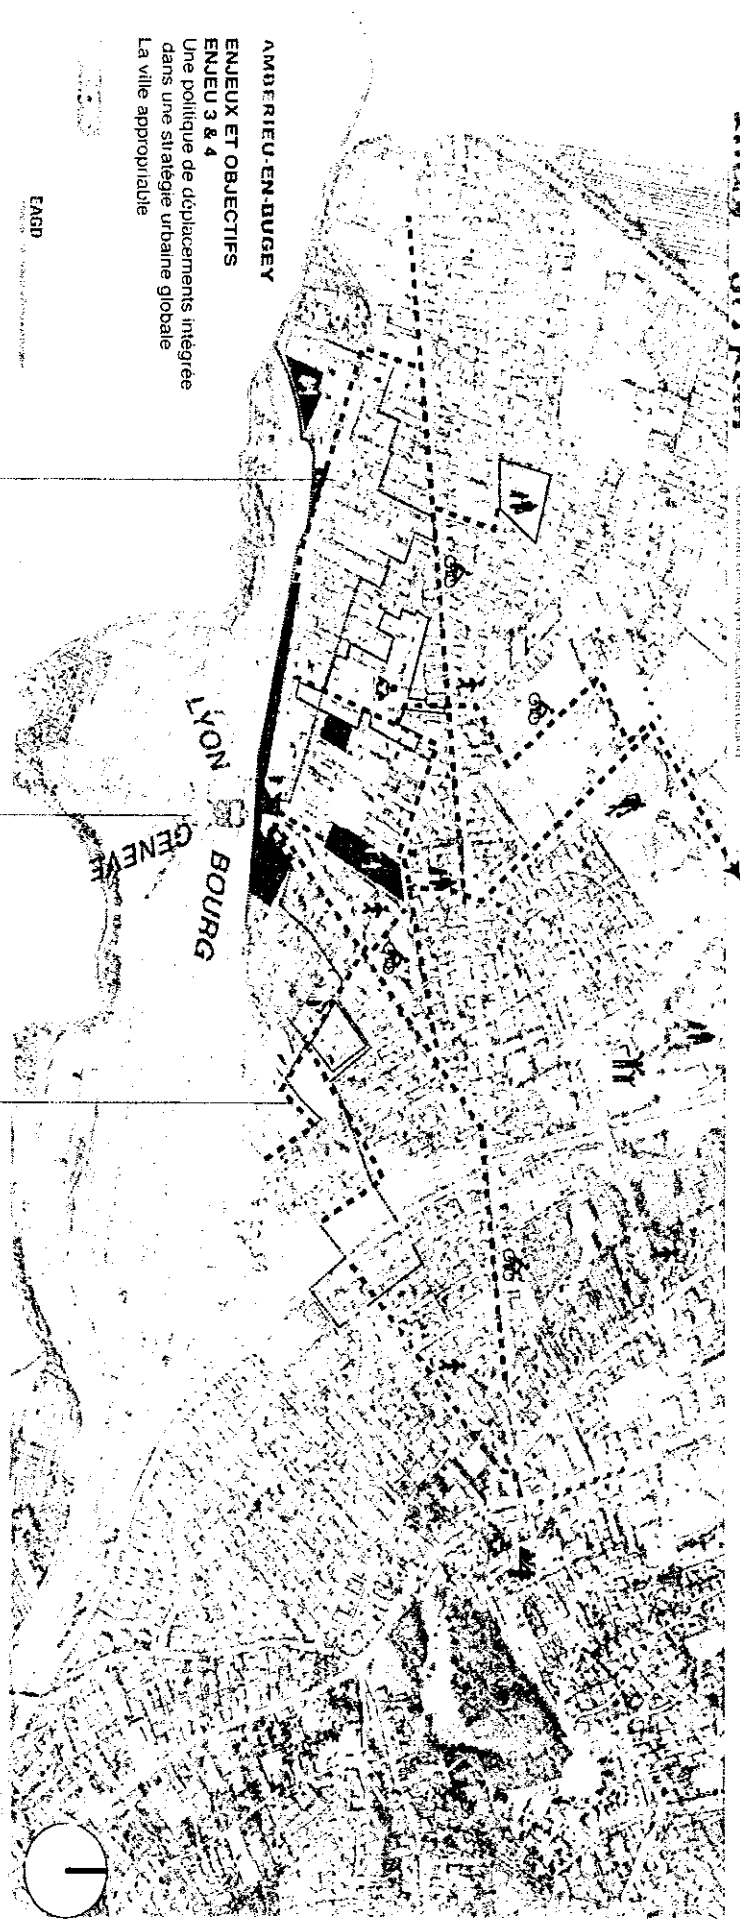 AMBERIEU-EN-BUGEY
ENJEUX ET OBJECTIFS
ENJEU 3 & 4
Une politique de déplacements intégrée
dans une stratégie urbaine globale
La ville appropriable
LYON
GENEVE
BOURG